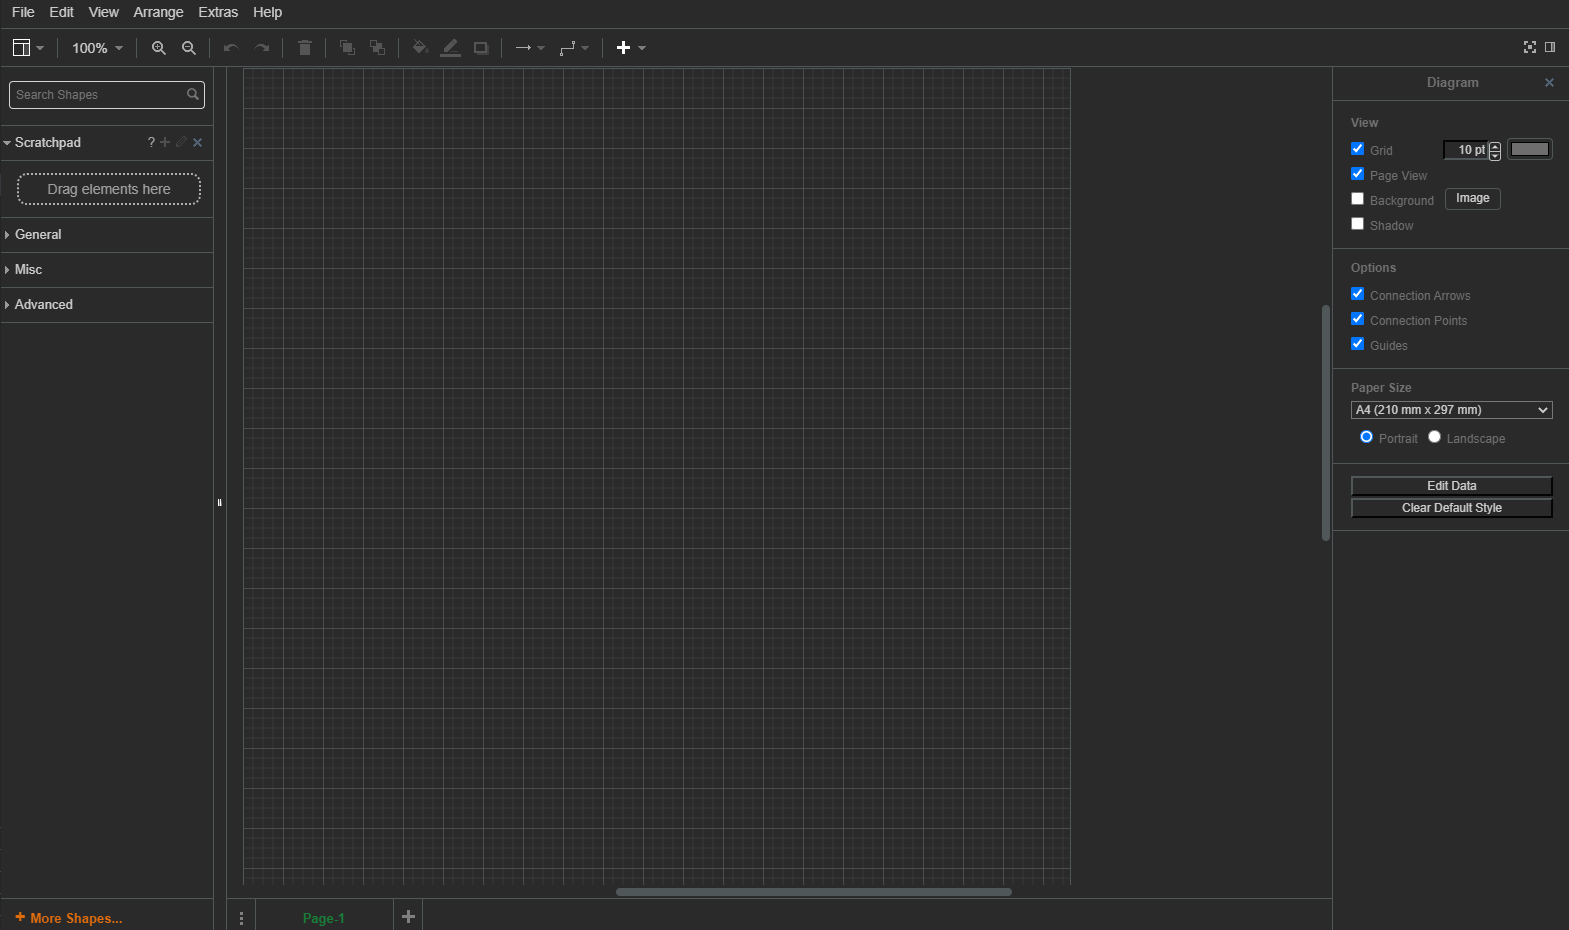 File Edit View Arrange Extras Help
100%
Search Shapes
Scratchpad ?
Drag elements here
General
Misc
Advanced
More Shapes...
Page-1
Diagram
View
Grid 10 pt
Page View
Background Image
Shadow
Options
Connection Arrows
Connection Points
Guides
Paper Size
A4 (210 mm x 297 mm)
Portrait Landscape
Edit Data
Clear Default Style